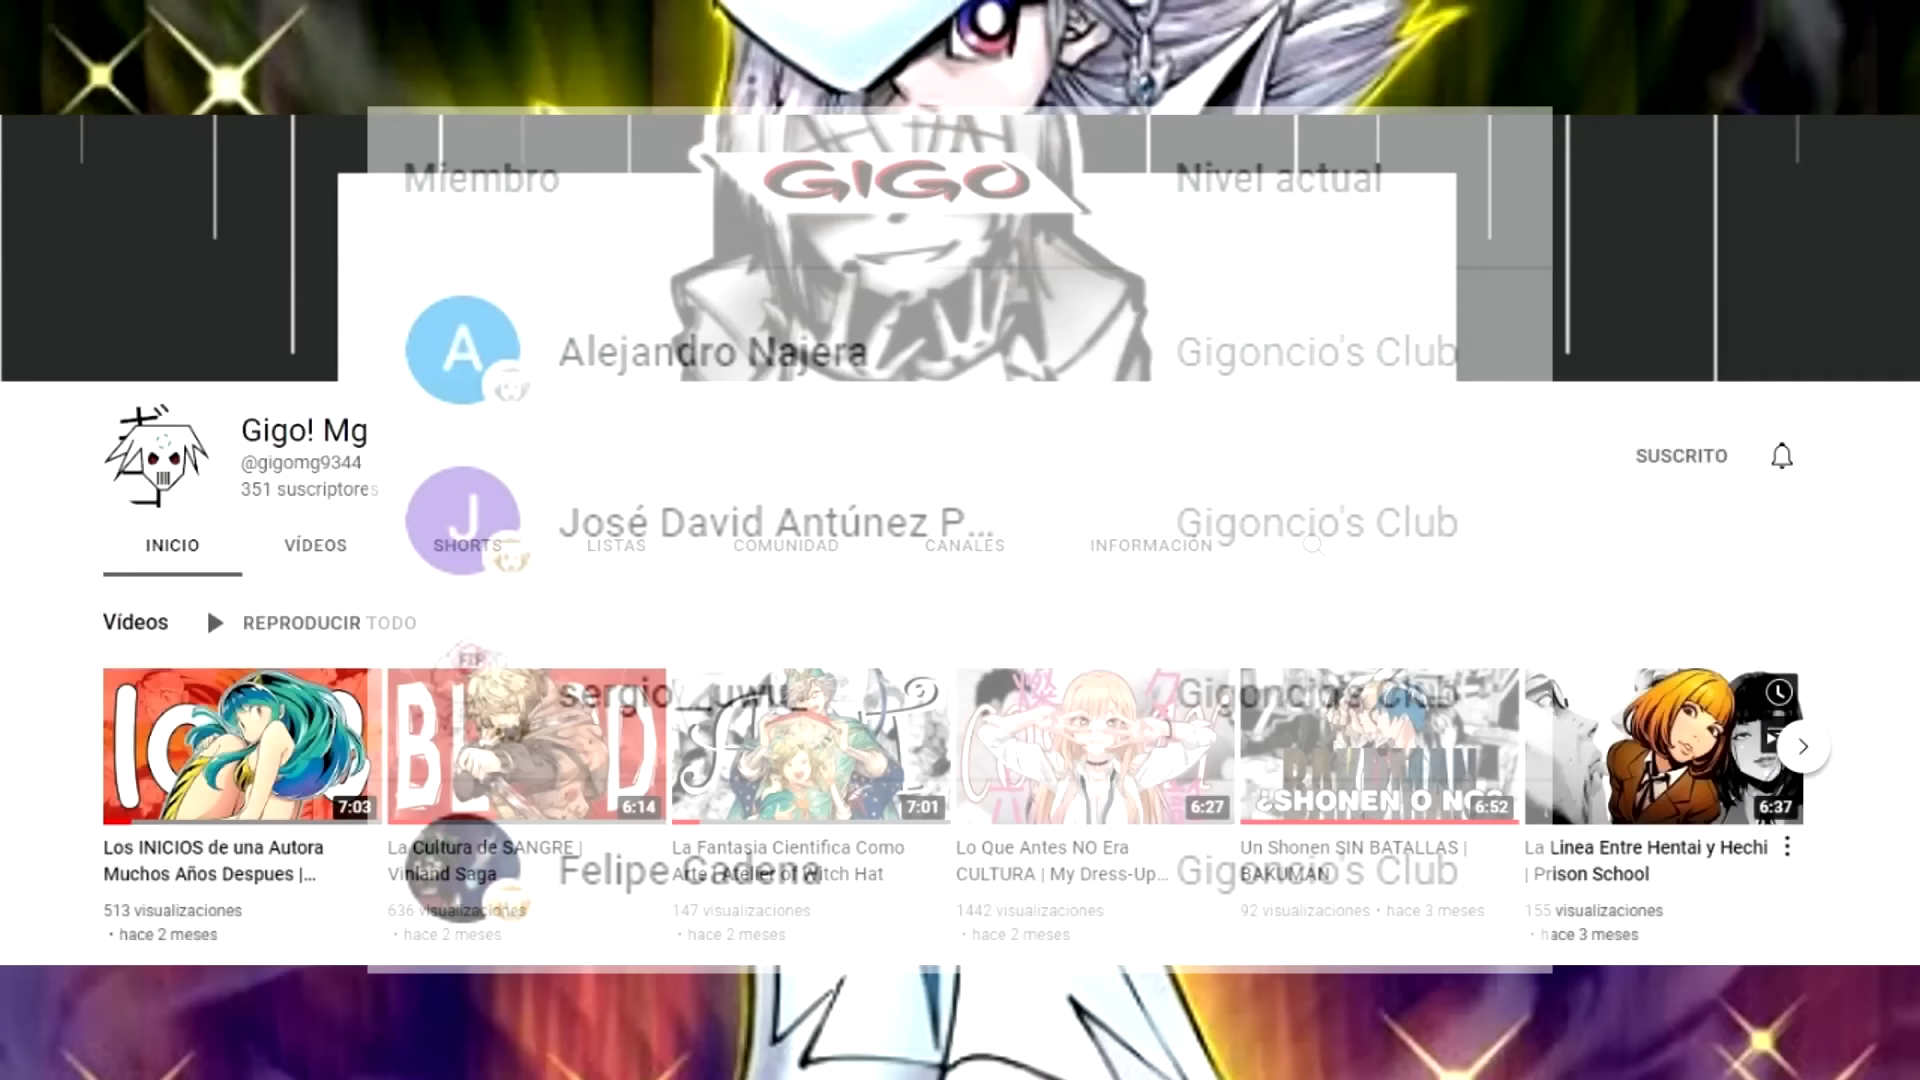 GIGO
Miembro Nivel actual
A Alejandro Najera Gigoncio's Club
Gigo! Mg
@gigomg9344
351 suscriptores
SUSCRITO
J José David Antúnez P... Gigoncio's Club
INICIO VÍDEOS SHORTS LISTAS COMUNIDAD CANALES INFORMACIÓN
Vídeos REPRODUCIR TODO
sergio_uwu_ Gigoncio's Club
¿SHONEN O NO?
7:03 6:14 7:01 6:27 6:52 6:37
Los INICIOS de una Autora
Muchos Años Despues |...
513 visualizaciones
• hace 2 meses
La Cultura de SANGRE |
Vinland Saga
636 visualizaciones
• hace 2 meses
La Fantasia Cientifica Como
Arte | Atelier of Witch Hat
147 visualizaciones
• hace 2 meses
Lo Que Antes NO Era
CULTURA | My Dress-Up...
1442 visualizaciones
• hace 2 meses
Un Shonen SIN BATALLAS |
BAKUMAN
92 visualizaciones • hace 3 meses
La Linea Entre Hentai y Hechi
| Prison School
155 visualizaciones
• hace 3 meses
Felipe Cadena Gigoncio's Club